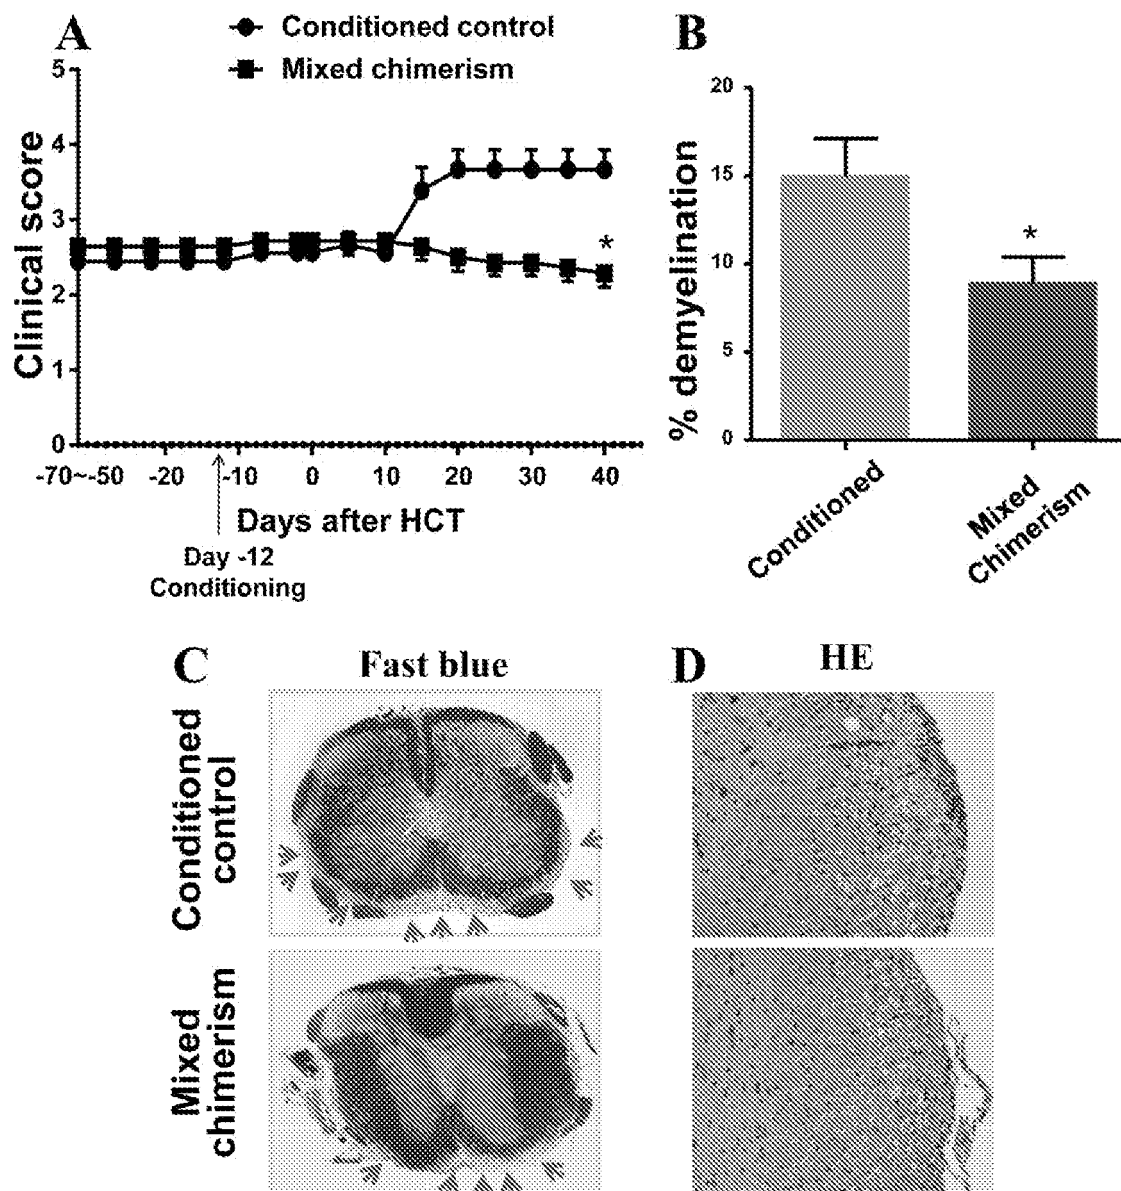 A
Conditioned control
Mixed chimerism
5
4
3
2
1
0
Clinical score
*
-70~-50 -20 -10 0 10 20 30 40
Days after HCT
Day -12
Conditioning
B
20
15
10
5
0
% demyelination
*
Conditioned
Mixed
Chimerism
C
Fast blue
D
HE
Conditioned
control
Mixed
chimerism